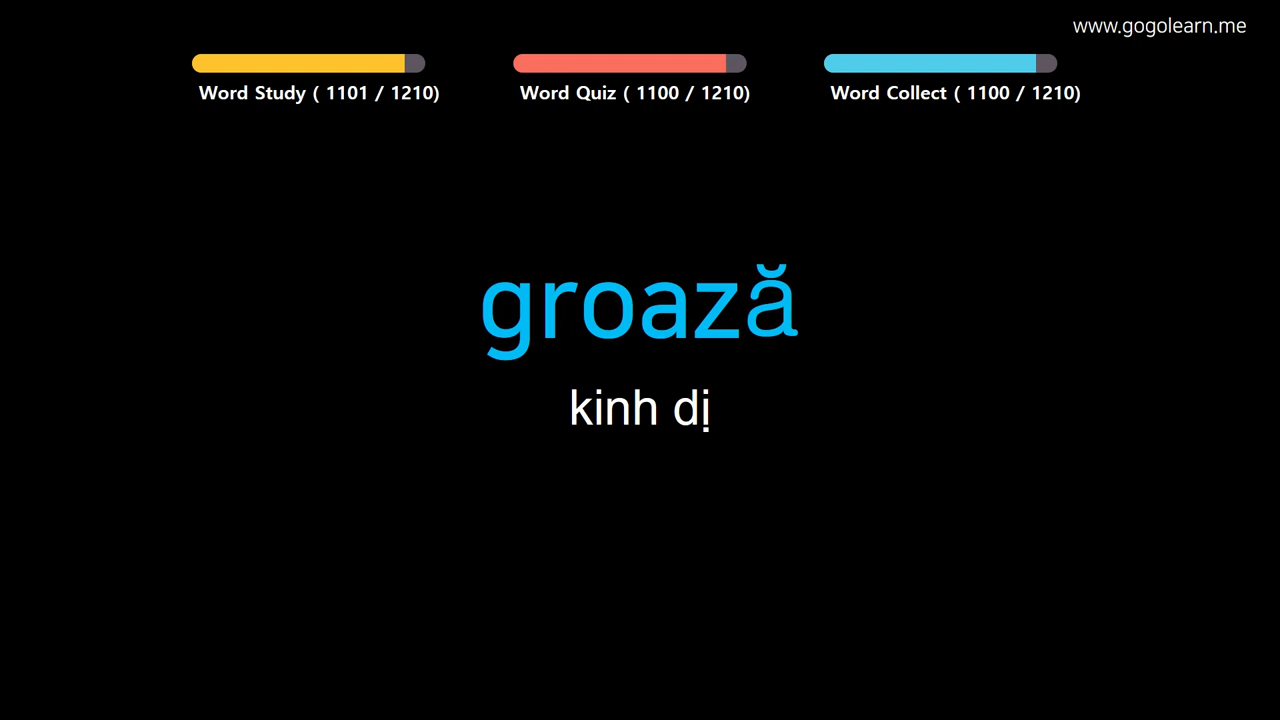 www.gogolearn.me
Word Study ( 1101 / 1210)
Word Quiz ( 1100 / 1210)
Word Collect ( 1100 / 1210)
groază
kinh dị